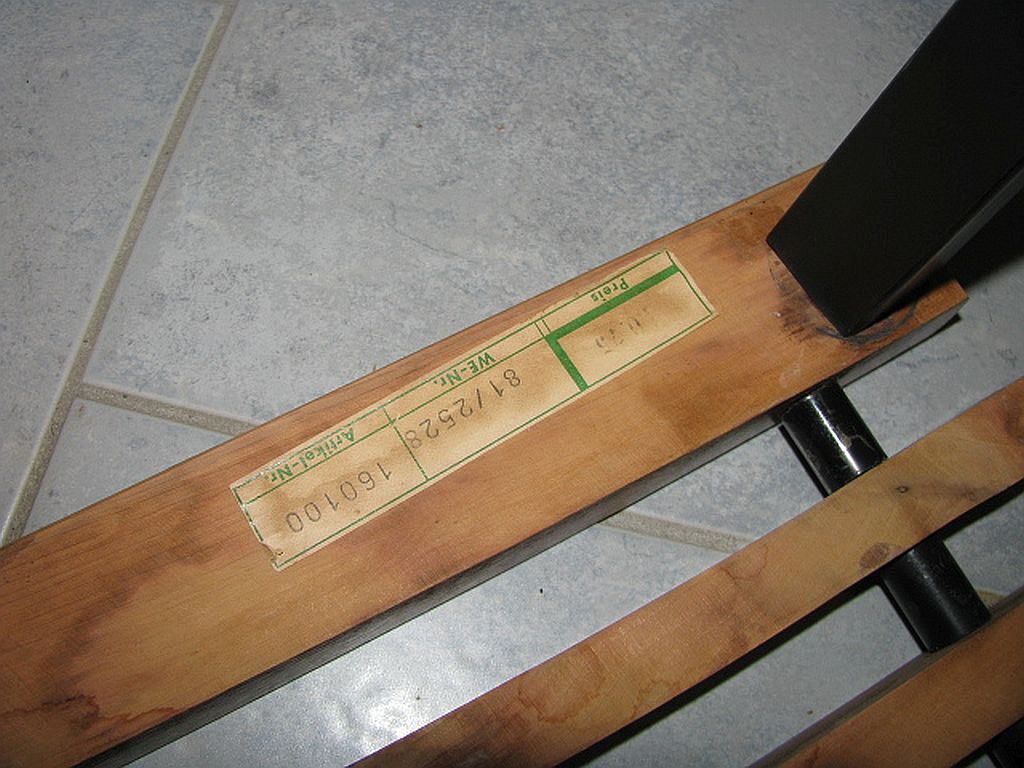 Preis
WE-Nr.
Artikel-Nr.
81/2528
160100